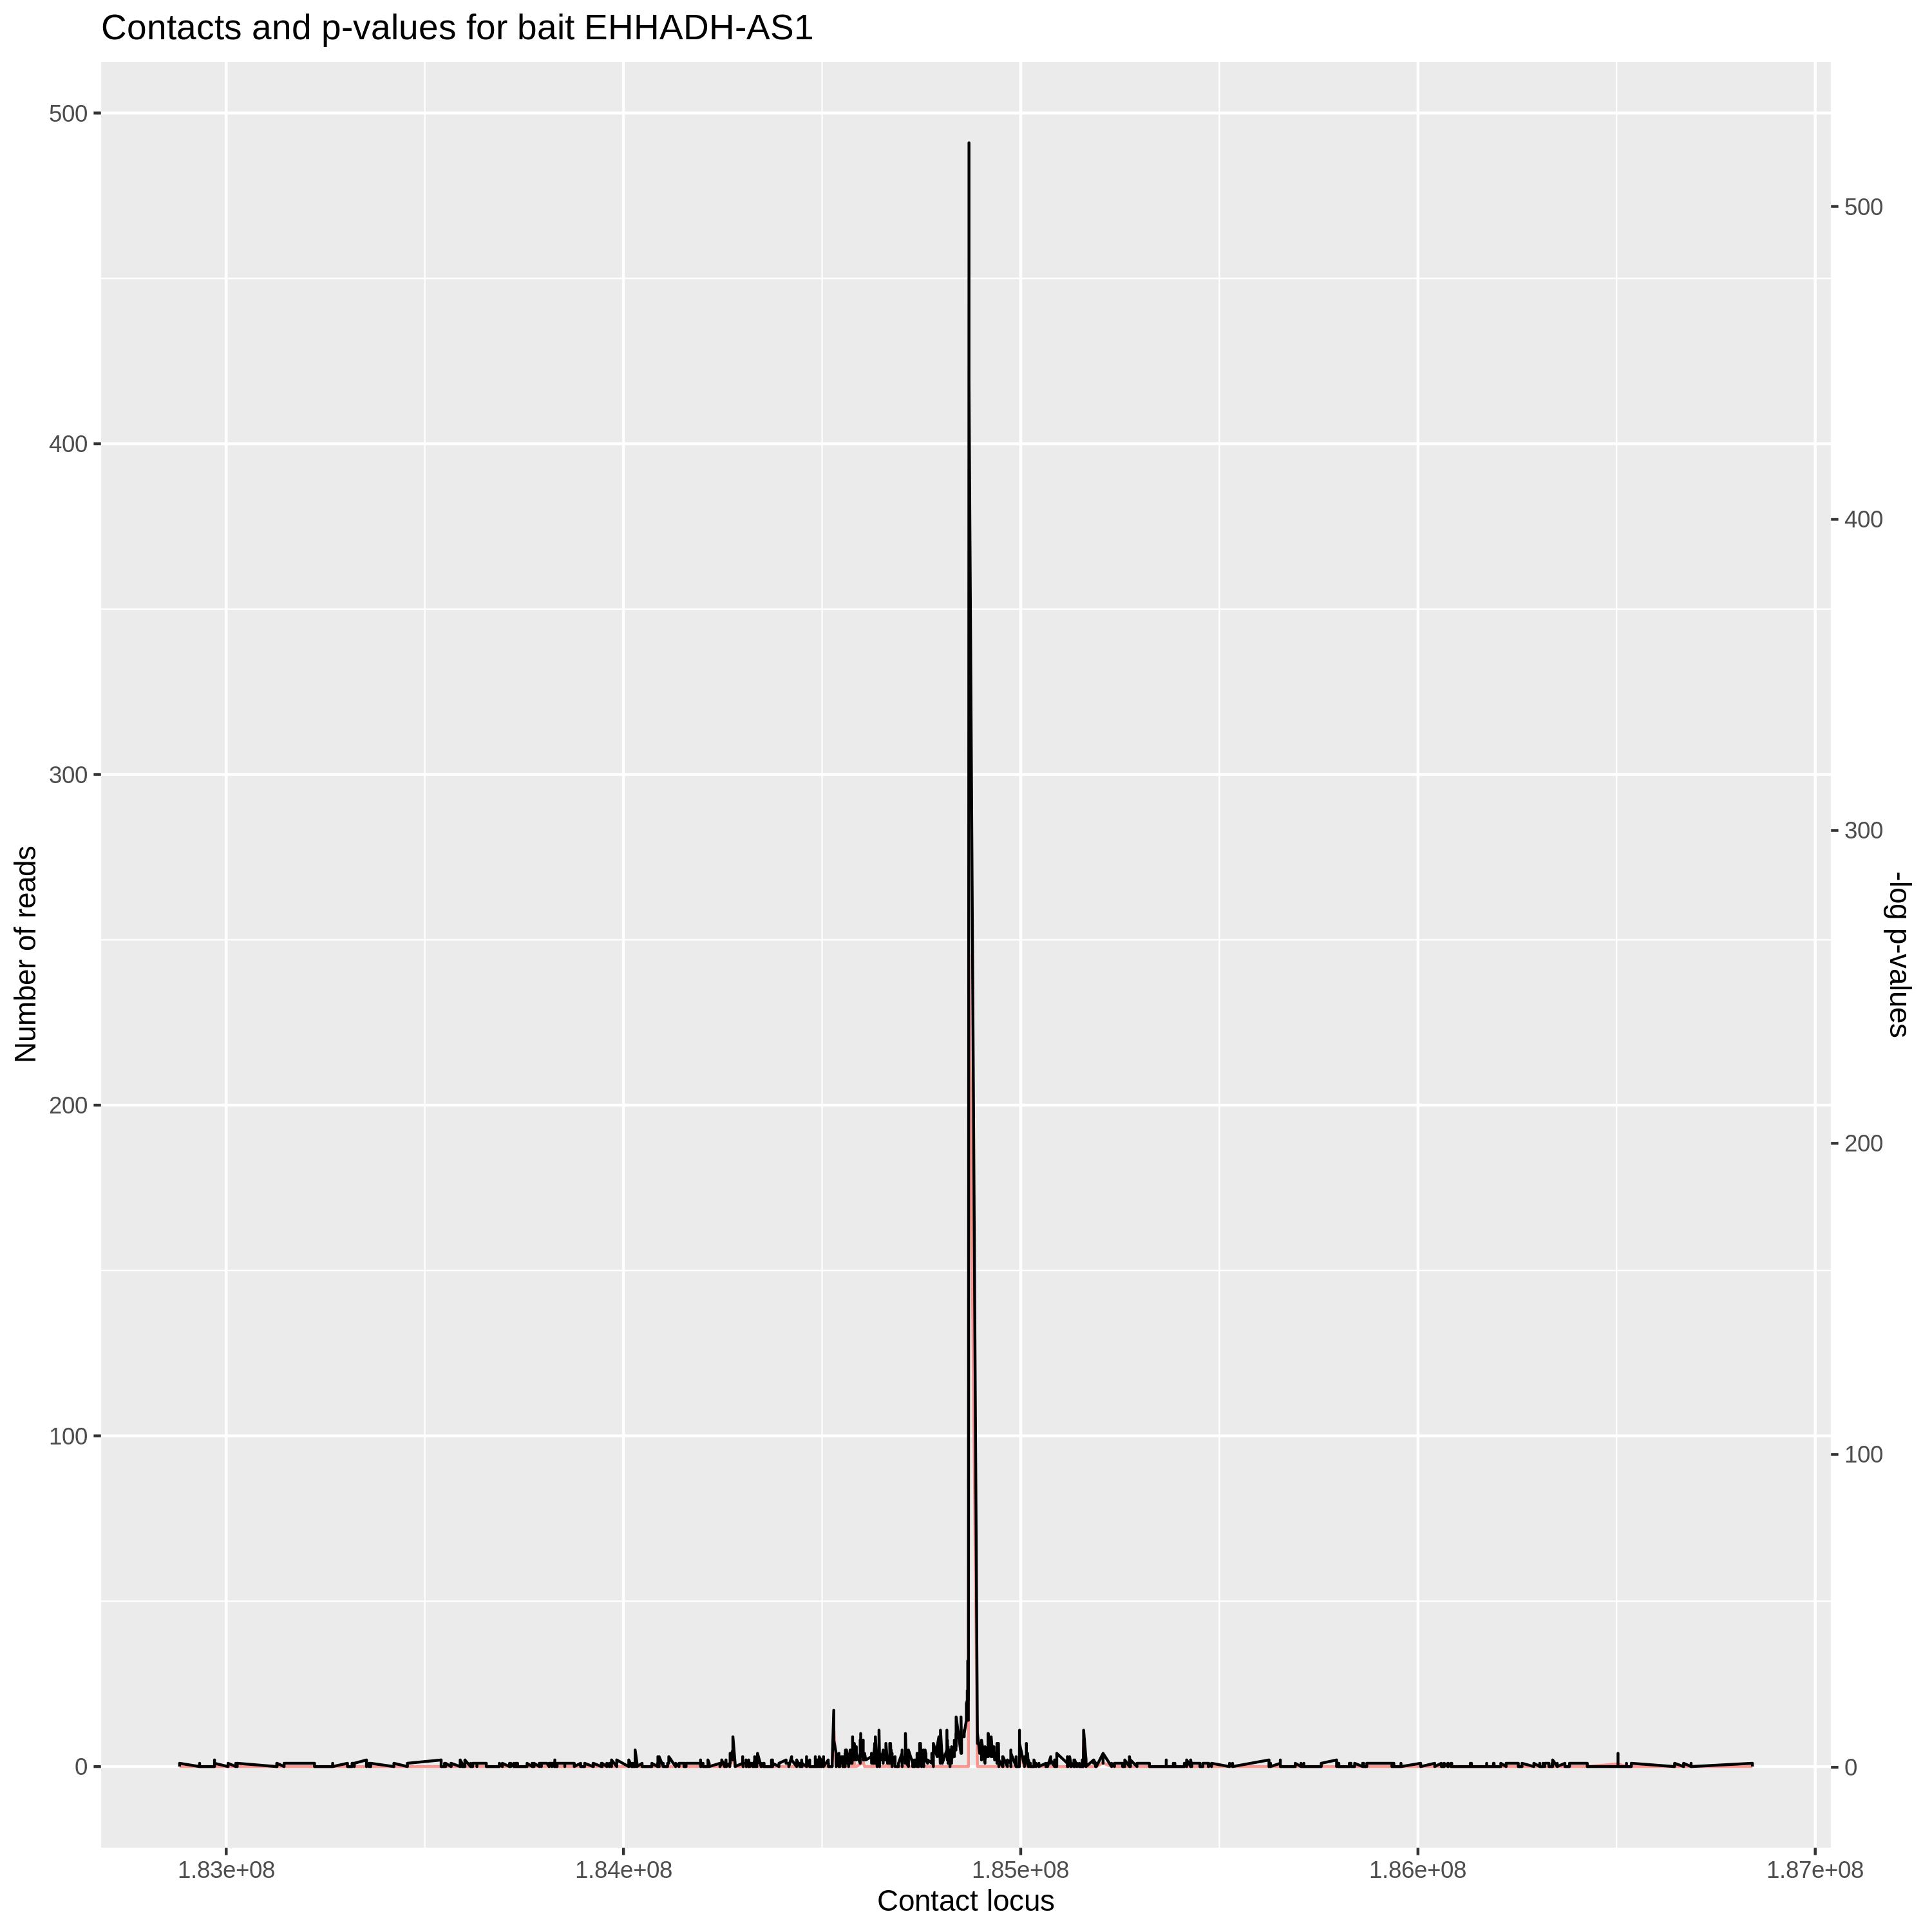 Contacts and p-values for bait EHHADH-AS1
500
400
300
200
100
0
Number of reads
500
400
300
200
100
0
-log p-values
1.83e+08
1.84e+08
1.85e+08
1.86e+08
1.87e+08
Contact locus